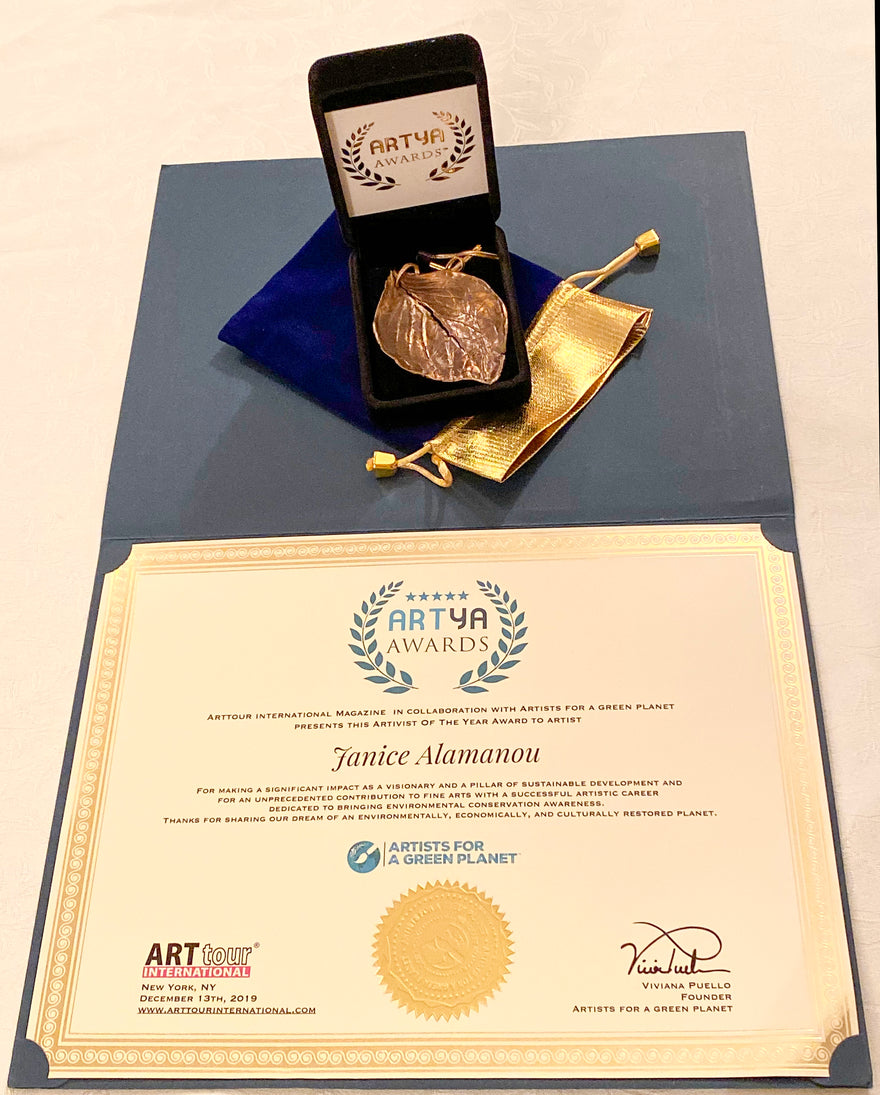 ARTYA
AWARDS™
ARTYA
AWARDS
ARTTOUR INTERNATIONAL MAGAZINE IN COLLABORATION WITH ARTISTS FOR A GREEN PLANET
PRESENTS THIS ARTIVIST OF THE YEAR AWARD TO ARTIST
Janice Alamanou
FOR MAKING A SIGNIFICANT IMPACT AS A VISIONARY AND A PILLAR OF SUSTAINABLE DEVELOPMENT AND
FOR AN UNPRECEDENTED CONTRIBUTION TO FINE ARTS WITH A SUCCESSFUL ARTISTIC CAREER
DEDICATED TO BRINGING ENVIRONMENTAL CONSERVATION AWARENESS.
THANKS FOR SHARING OUR DREAM OF AN ENVIRONMENTALLY, ECONOMICALLY, AND CULTURALLY RESTORED PLANET.
ARTISTS FOR
A GREEN PLANET™
ART tour®
INTERNATIONAL
NEW YORK, NY
DECEMBER 13TH, 2019
WWW.ARTTOURINTERNATIONAL.COM
VIVIANA PUELLO
FOUNDER
ARTISTS FOR A GREEN PLANET